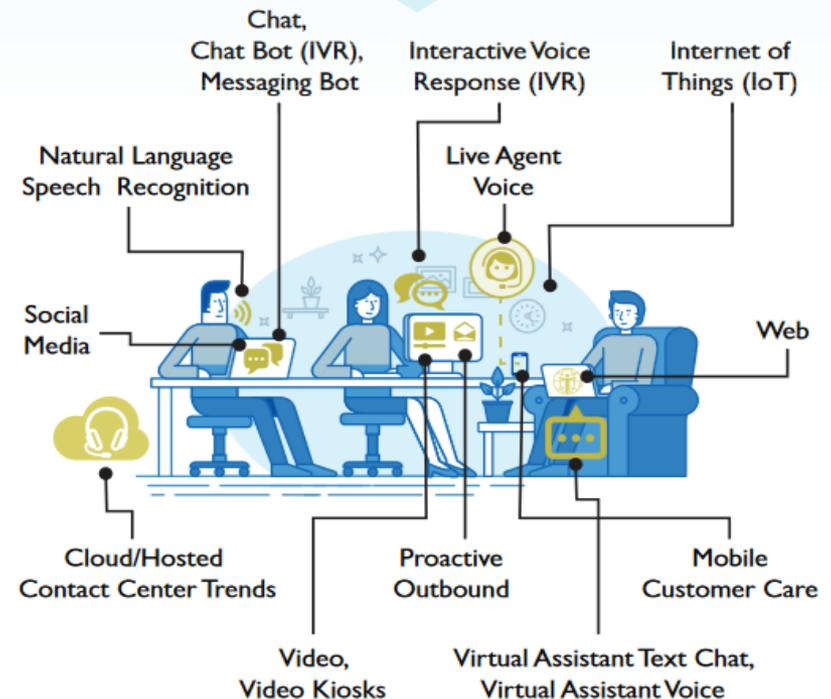 Chat,
Chat Bot (IVR),
Messaging Bot
Interactive Voice
Response (IVR)
Internet of
Things (IoT)
Natural Language
Speech Recognition
Live Agent
Voice
Social
Media
Web
Cloud/Hosted
Contact Center Trends
Proactive
Outbound
Mobile
Customer Care
Video,
Video Kiosks
Virtual Assistant Text Chat,
Virtual Assistant Voice